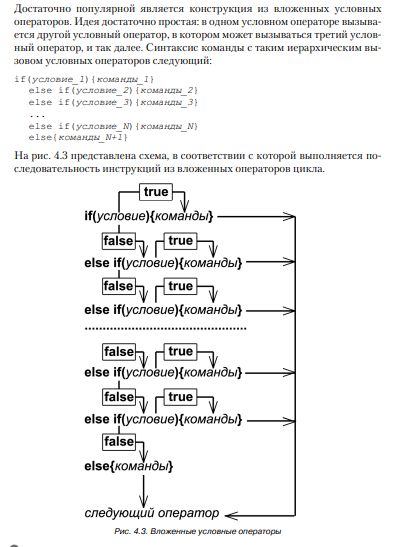 Достаточно популярной является конструкция из вложенных условных
операторов. Идея достаточно простая: в одном условном операторе вызыва-
ется другой условный оператор, в котором может вызываться третий услов-
ный оператор, и так далее. Синтаксис команды с таким иерархическим вы-
зовом условных операторов следующий:
if(условие_1){команды_1}
else if(условие_2){команды_2}
else if(условие_3){команды_3}
...
else if(условие_N){команды_N}
else{команды_N+1}
На рис. 4.3 представлена схема, в соответствии с которой выполняется по-
следовательность инструкций из вложенных операторов цикла.
true
if(условие){команды}
false true
else if(условие){команды}
false true
else if(условие){команды}
false true
else if(условие){команды}
false true
else if(условие){команды}
false
else{команды}
следующий оператор
Рис. 4.3. Вложенные условные операторы